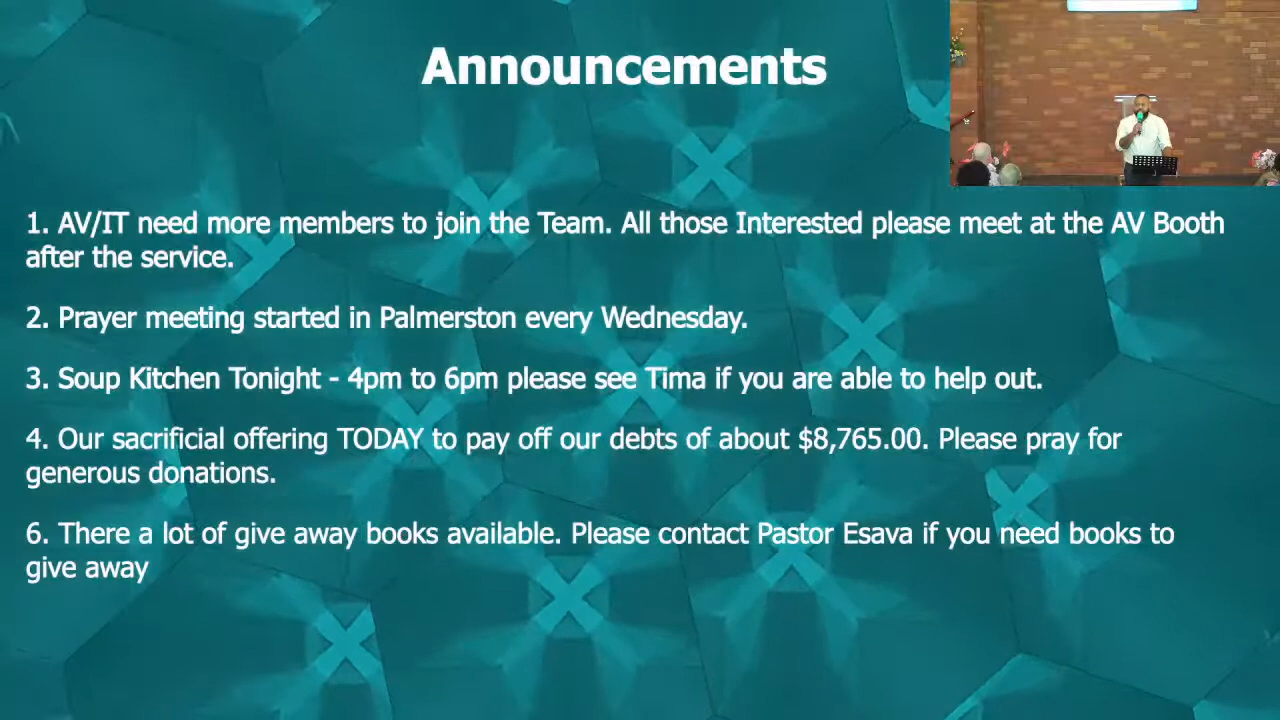 Announcements
1. AV/IT need more members to join the Team. All those Interested please meet at the AV Booth
after the service.
2. Prayer meeting started in Palmerston every Wednesday.
3. Soup Kitchen Tonight - 4pm to 6pm please see Tima if you are able to help out.
4. Our sacrificial offering TODAY to pay off our debts of about $8,765.00. Please pray for
generous donations.
6. There a lot of give away books available. Please contact Pastor Esava if you need books to
give away